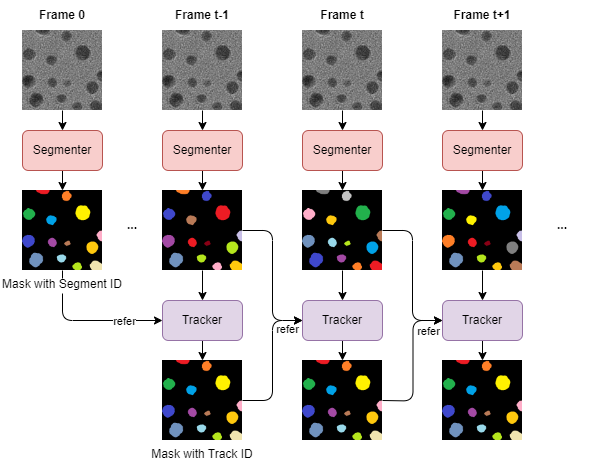 Frame 0
Frame t-1
Frame t
Frame t+1
Segmenter
Segmenter
Segmenter
Segmenter
...
...
Mask with Segment ID
refer
Tracker
refer
Tracker
refer
Tracker
Mask with Track ID